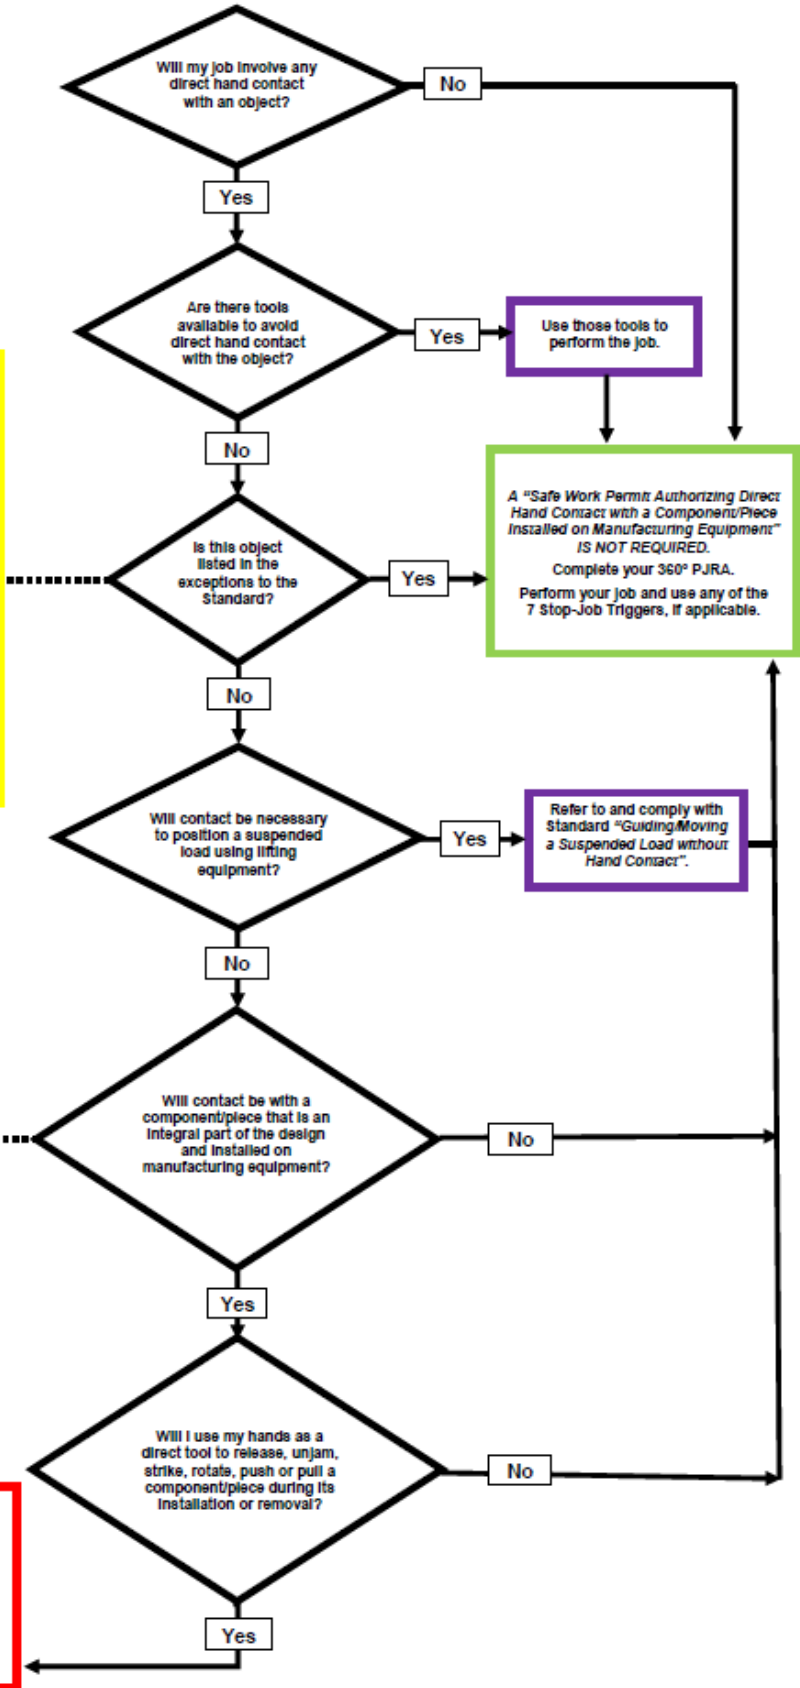 Will my job involve any
direct hand contact
with an object?
No
Yes
Are there tools
available to avoid
direct hand contact
with the object?
Yes
Use those tools to
perform the job.
No
A “Safe Work Permit Authorizing Direct
Hand Contact with a Component/Piece
Installed on Manufacturing Equipment”
IS NOT REQUIRED.
Complete your 360º PJRA.
Perform your job and use any of the
7 Stop-Job Triggers, if applicable.
Is this object
listed in the
exceptions to the
Standard?
Yes
No
Will contact be necessary
to position a suspended
load using lifting
equipment?
Yes
Refer to and comply with
Standard “Guiding/Moving
a Suspended Load without
Hand Contact”.
No
Will contact be with a
component/piece that is an
integral part of the design
and installed on
manufacturing equipment?
No
Yes
Will I use my hands as a
direct tool to release, unjam,
strike, rotate, push or pull a
component/piece during its
installation or removal?
No
Yes